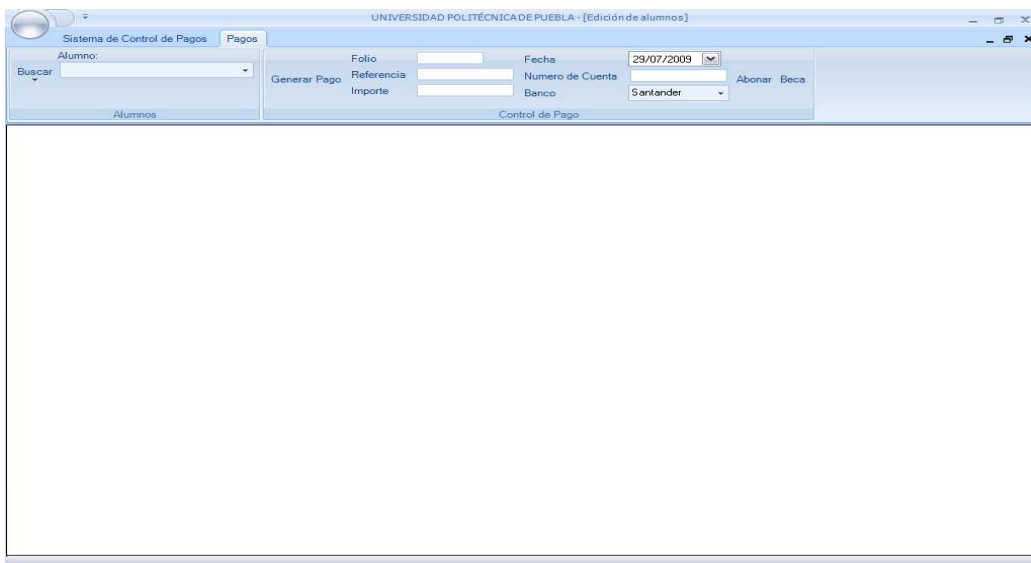 UNIVERSIDAD POLITÉCNICA DE PUEBLA - [Edición de alumnos]
Sistema de Control de Pagos Pagos
Alumno:
Buscar
Alumnos
Generar Pago
Folio
Referencia
Importe
Fecha 29/07/2009
Numero de Cuenta
Banco Santander
Abonar Beca
Control de Pago